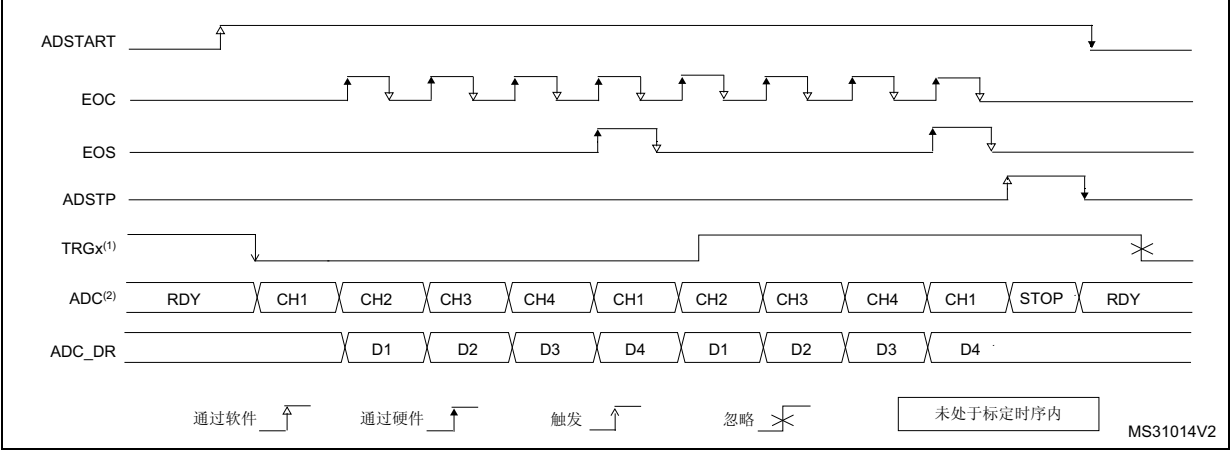 ADSTART
EOC
EOS
ADSTP
TRGx(1)
ADC(2) RDY CH1 CH2 CH3 CH4 CH1 CH2 CH3 CH4 CH1 STOP RDY
ADC_DR D1 D2 D3 D4 D1 D2 D3 D4
通过软件 通过硬件 触发 忽略 未处于标定时序内
MS31014V2